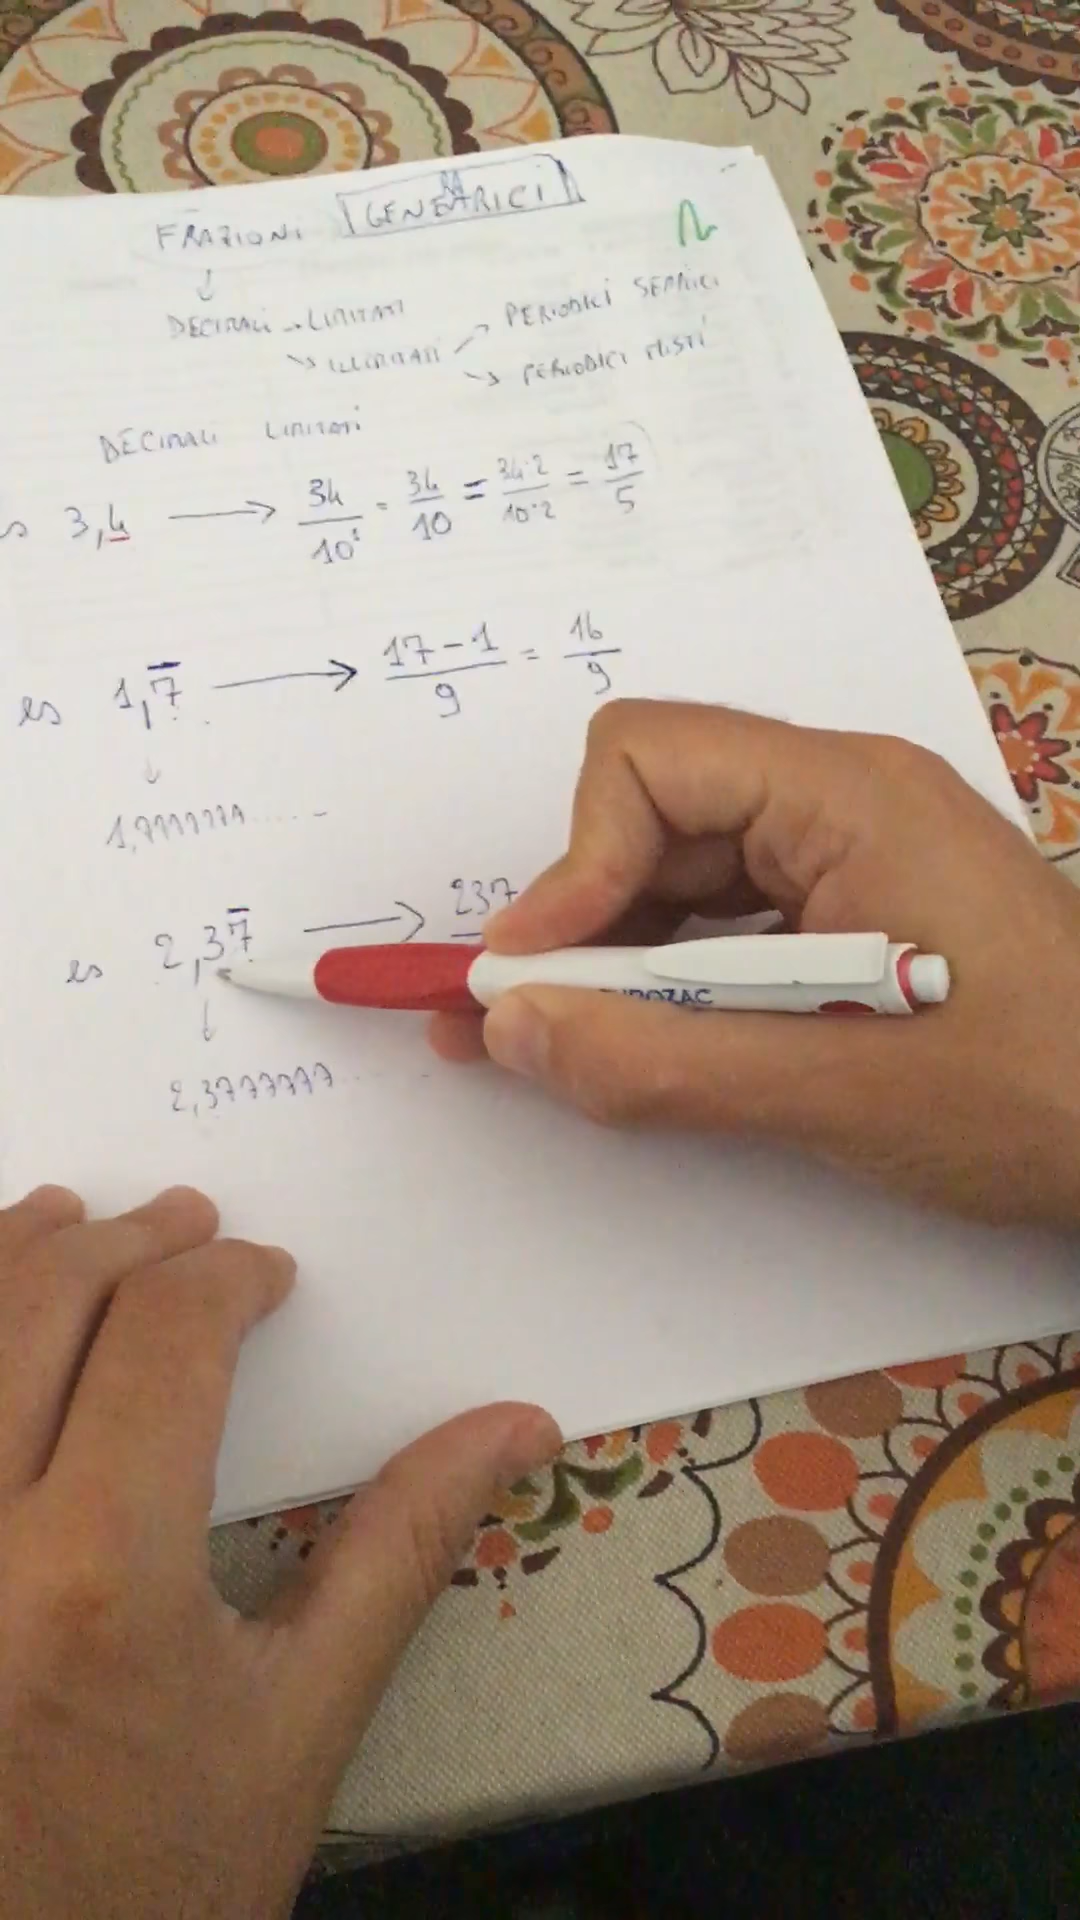 FRAZIONI GENERATRICI
DECIMALI → LIMITATI
→ ILLIMITATI → PERIODICI SEMPLICI
→ PERIODICI MISTI
DECIMALI LIMITATI
es 3,4 → 34/10¹ = 34/10 = 34:2/10:2 = 17/5
es 1,7̅ → 17-1/9 = 16/9
1,7777777.....
es 2,37̅ → 237
2,3777777.....